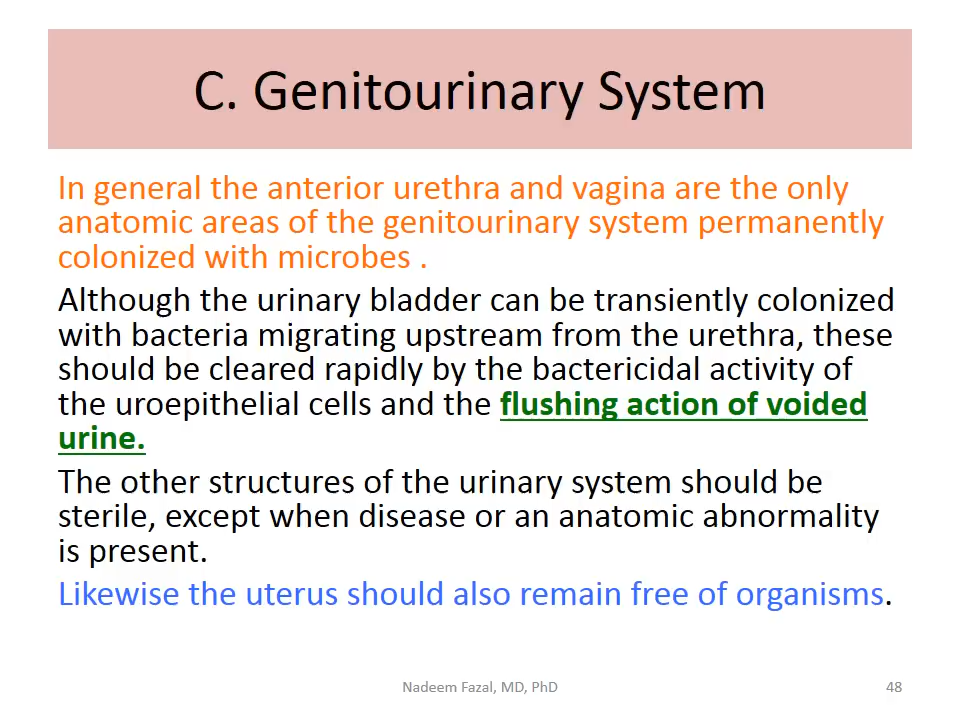 C. Genitourinary System
In general the anterior urethra and vagina are the only
anatomic areas of the genitourinary system permanently
colonized with microbes .
Although the urinary bladder can be transiently colonized
with bacteria migrating upstream from the urethra, these
should be cleared rapidly by the bactericidal activity of
the uroepithelial cells and the flushing action of voided
urine.
The other structures of the urinary system should be
sterile, except when disease or an anatomic abnormality
is present.
Likewise the uterus should also remain free of organisms.
Nadeem Fazal, MD, PhD
48